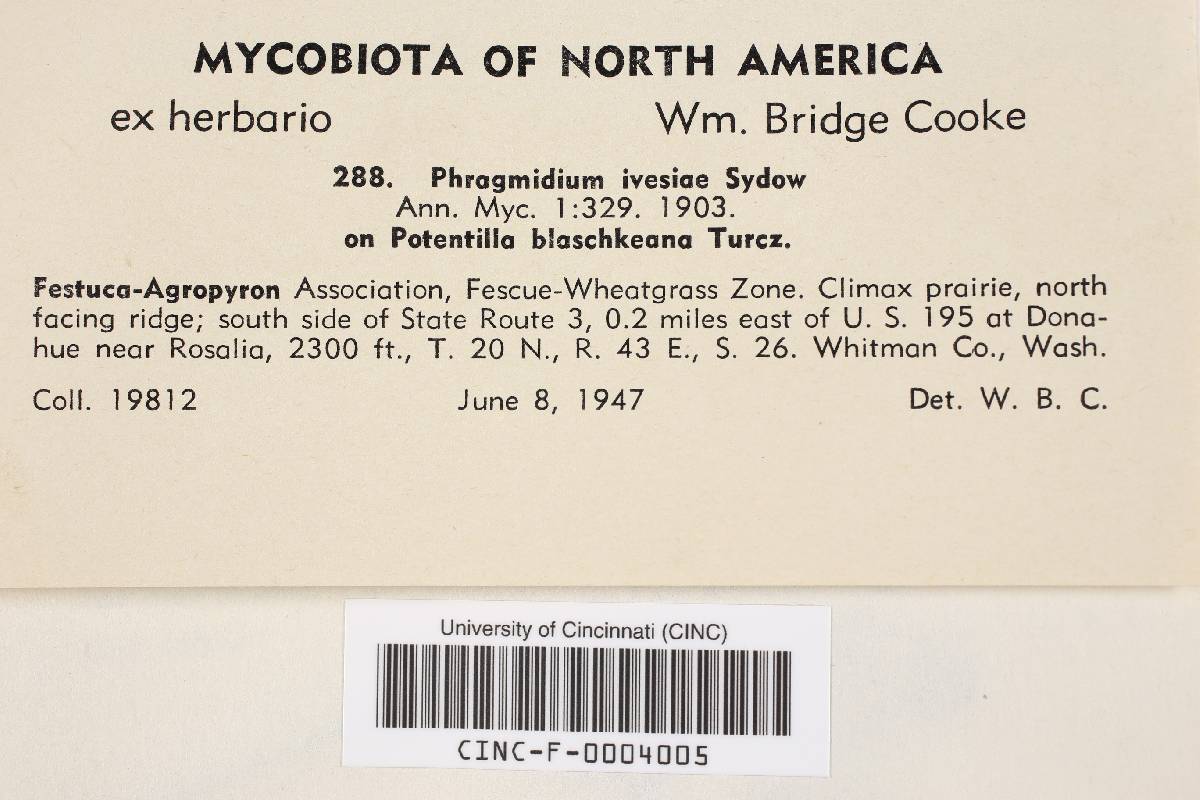 MYCOBIOTA OF NORTH AMERICA
ex herbario Wm. Bridge Cooke
288. Phragmidium ivesiae Sydow
Ann. Myc. 1:329. 1903.
on Potentilla blaschkeana Turcz.
Festuca-Agropyron Association, Fescue-Wheatgrass Zone. Climax prairie, north
facing ridge; south side of State Route 3, 0.2 miles east of U. S. 195 at Dona-
hue near Rosalia, 2300 ft., T. 20 N., R. 43 E., S. 26. Whitman Co., Wash.
Coll. 19812 June 8, 1947 Det. W. B. C.
University of Cincinnati (CINC)
CINC-F-0004005